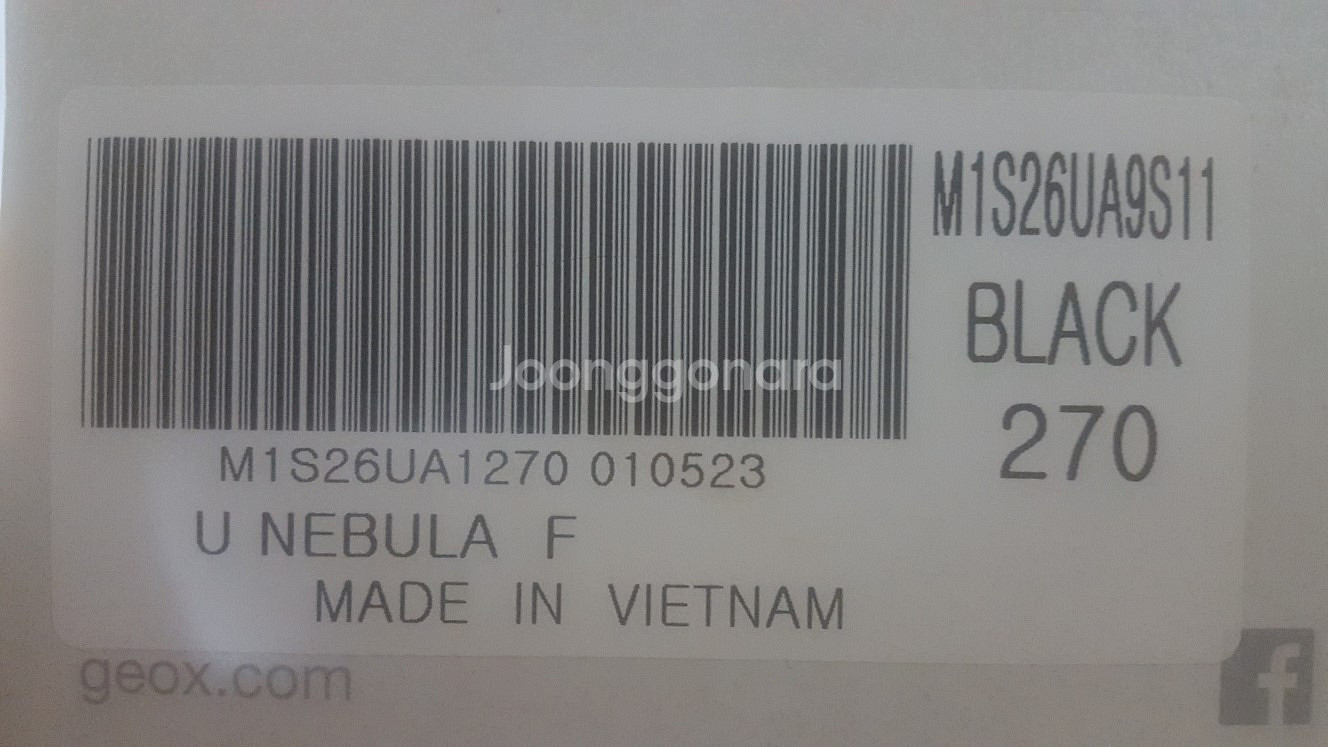 M1S26UA9S11
BLACK
270
Joonggonara
M1S26UA1270 010523
U NEBULA F
MADE IN VIETNAM
geox.com
f